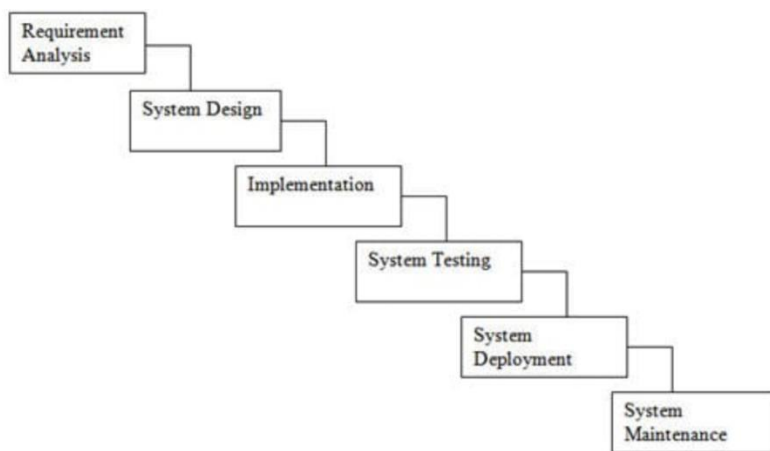 Requirement
Analysis
System Design
Implementation
System Testing
System
Deployment
System
Maintenance